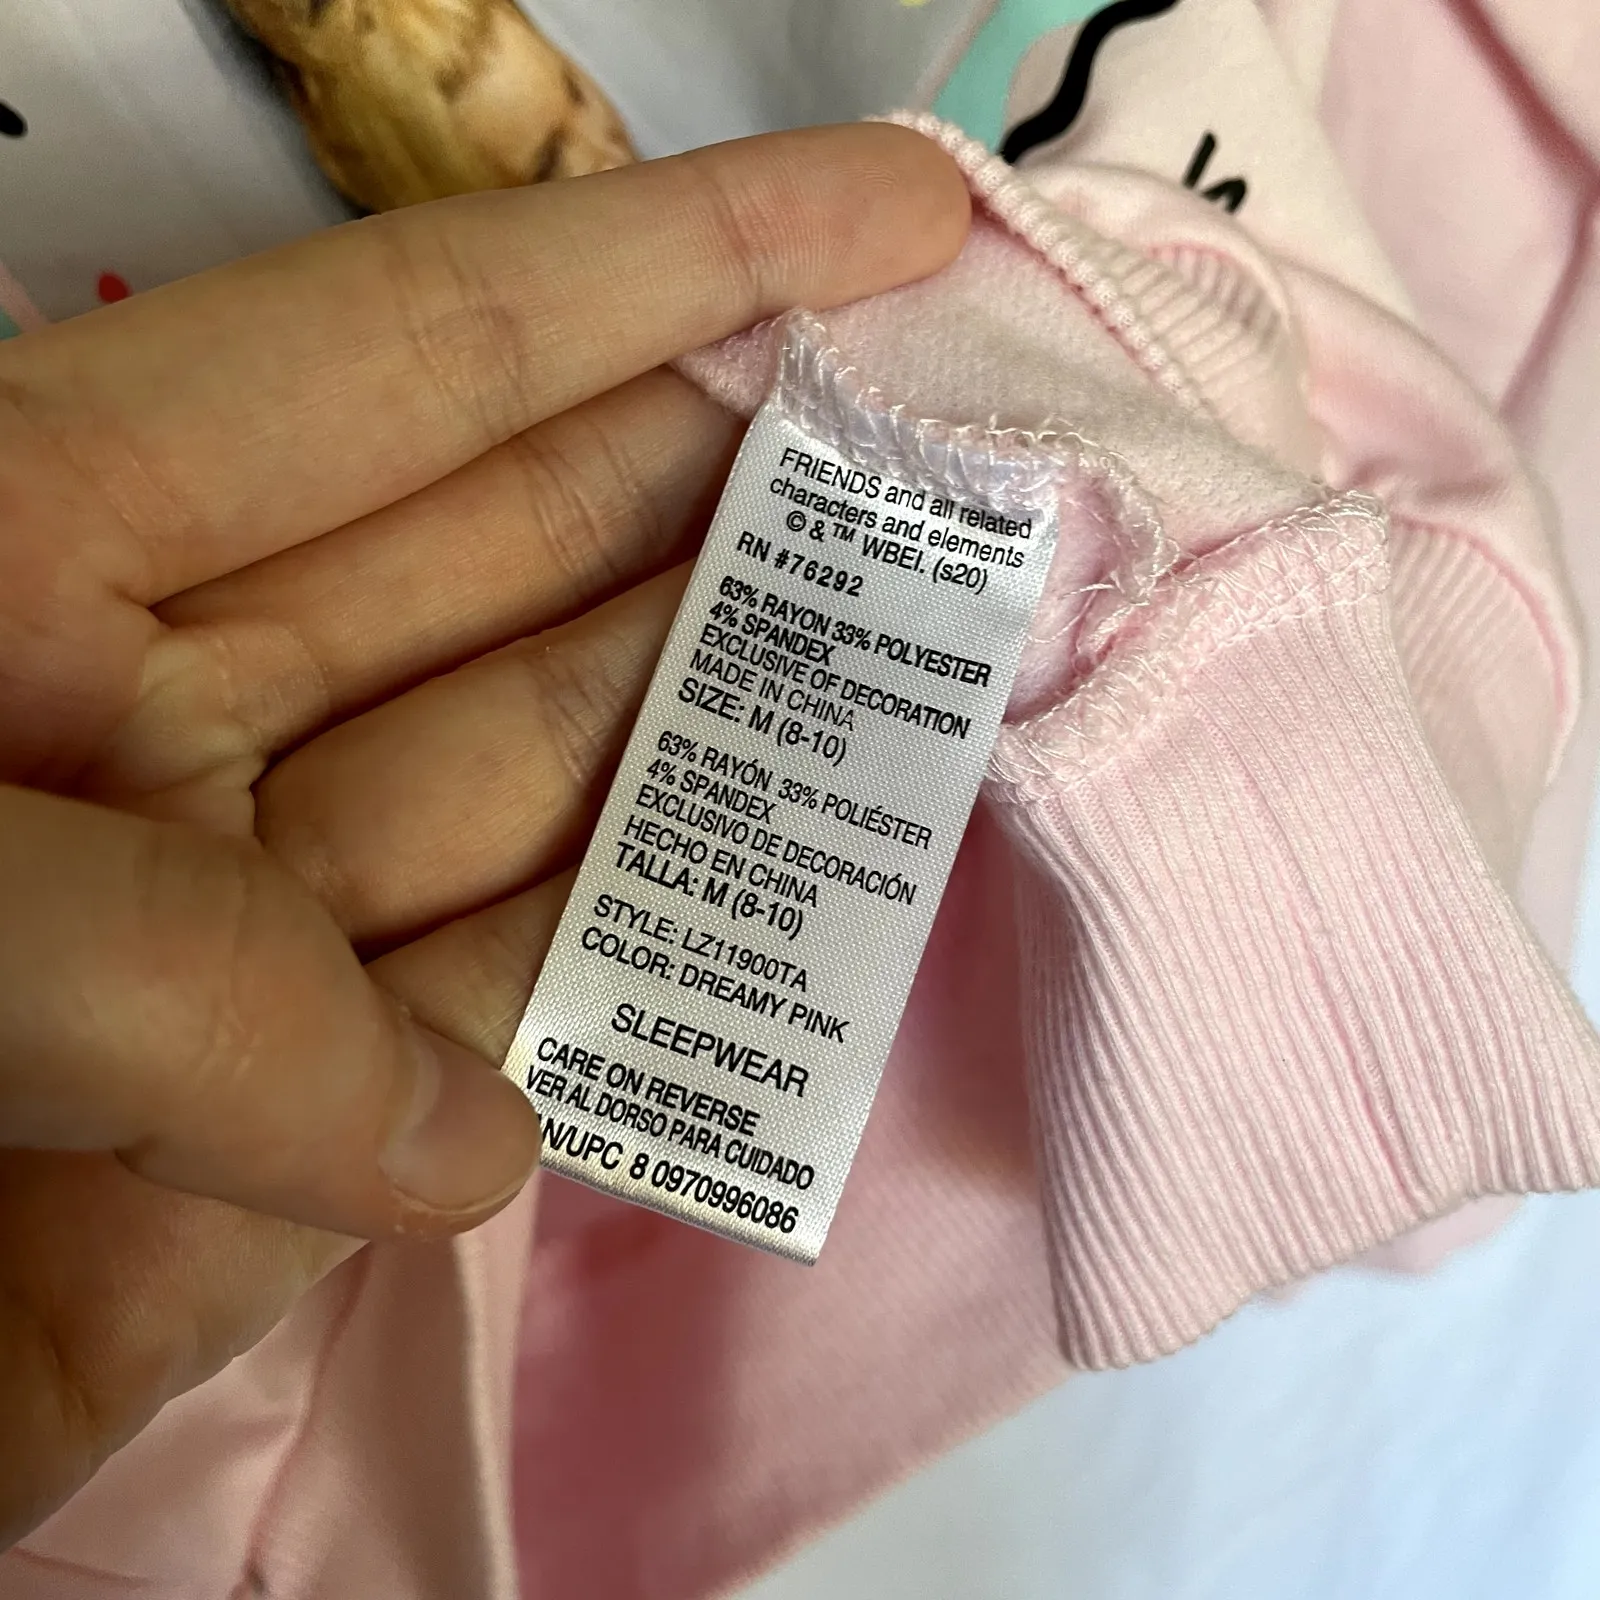 FRIENDS and all related
characters and elements
© & ™ WBEI. (s20)
RN #76292
63% RAYON 33% POLYESTER
4% SPANDEX
EXCLUSIVE OF DECORATION
MADE IN CHINA
SIZE: M (8-10)
63% RAYÓN 33% POLIÉSTER
4% SPANDEX
EXCLUSIVO DE DECORACIÓN
HECHO EN CHINA
TALLA: M (8-10)
STYLE: LZ11900TA
COLOR: DREAMY PINK
SLEEPWEAR
CARE ON REVERSE
VER AL DORSO PARA CUIDADO
N/UPC 8 0970996086